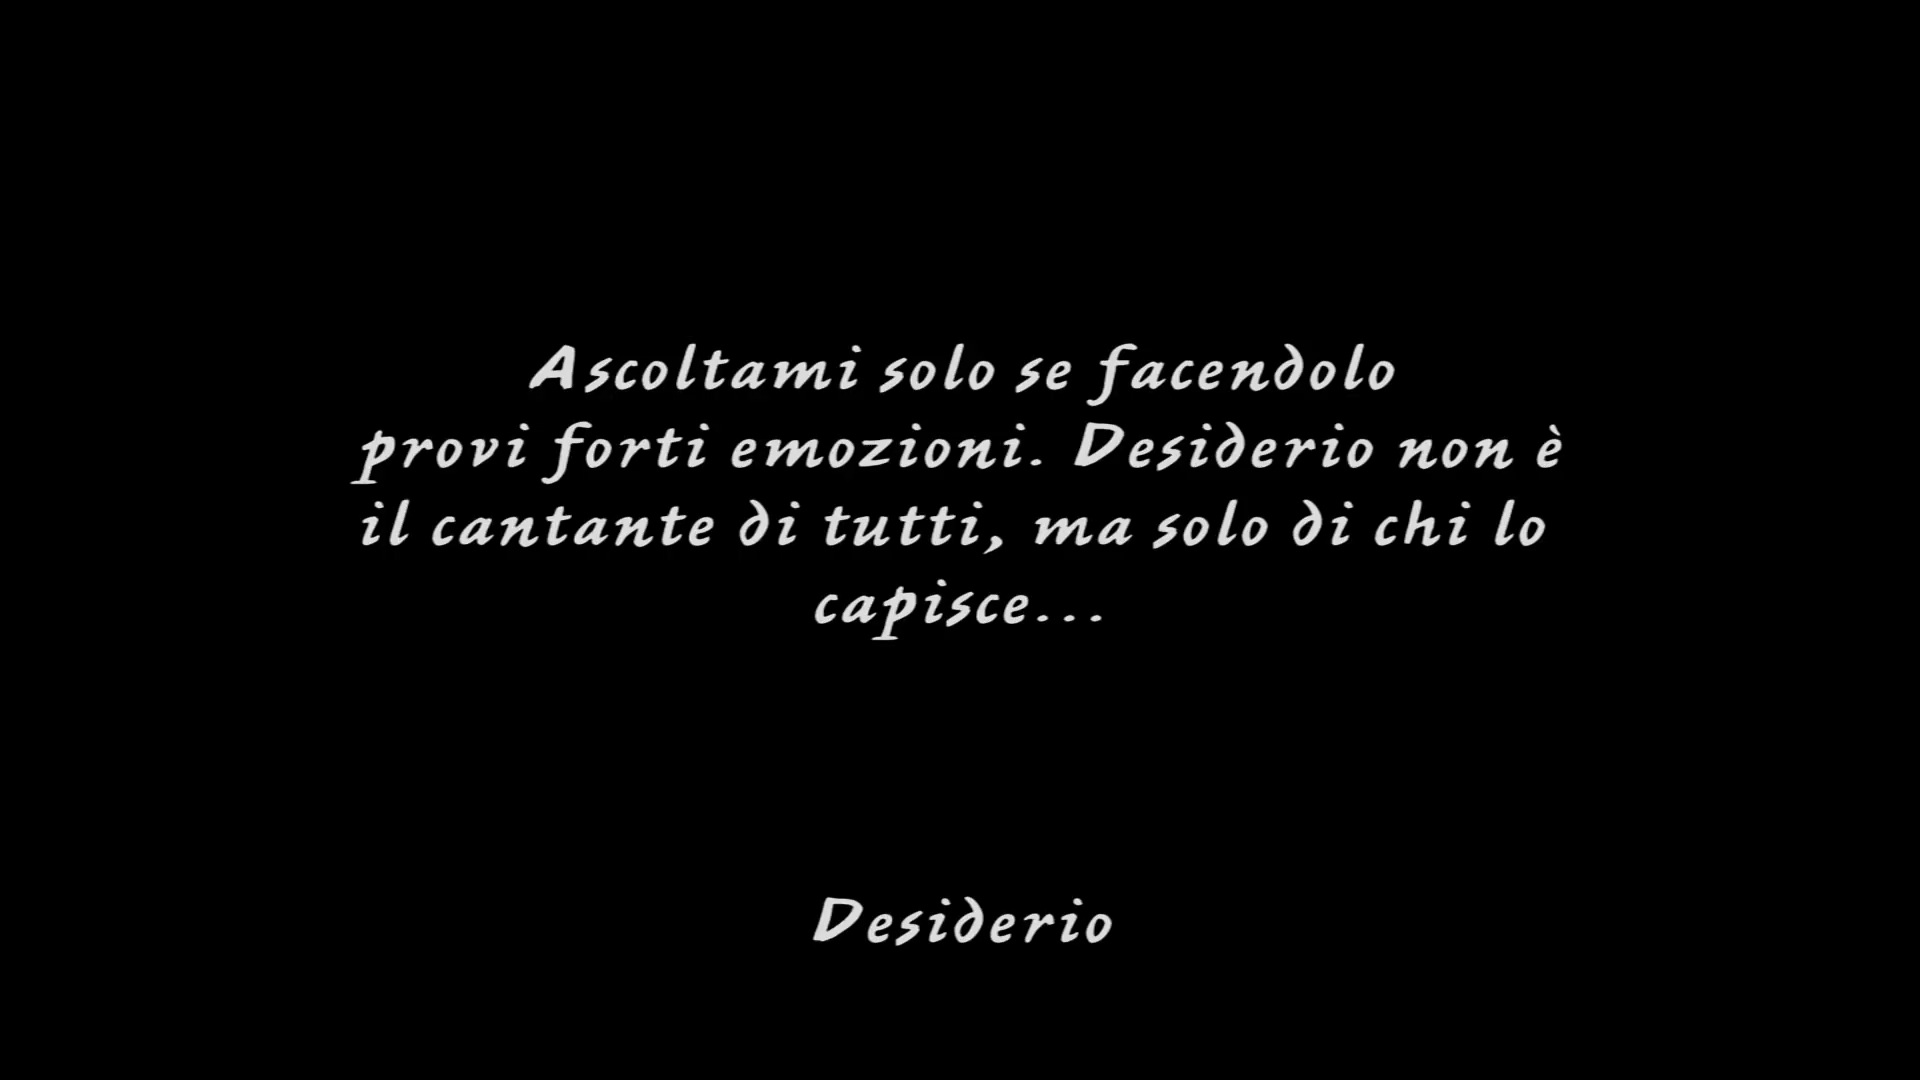 Ascoltami solo se facendolo
provi forti emozioni. Desiderio non è
il cantante di tutti, ma solo di chi lo
capisce...
Desiderio